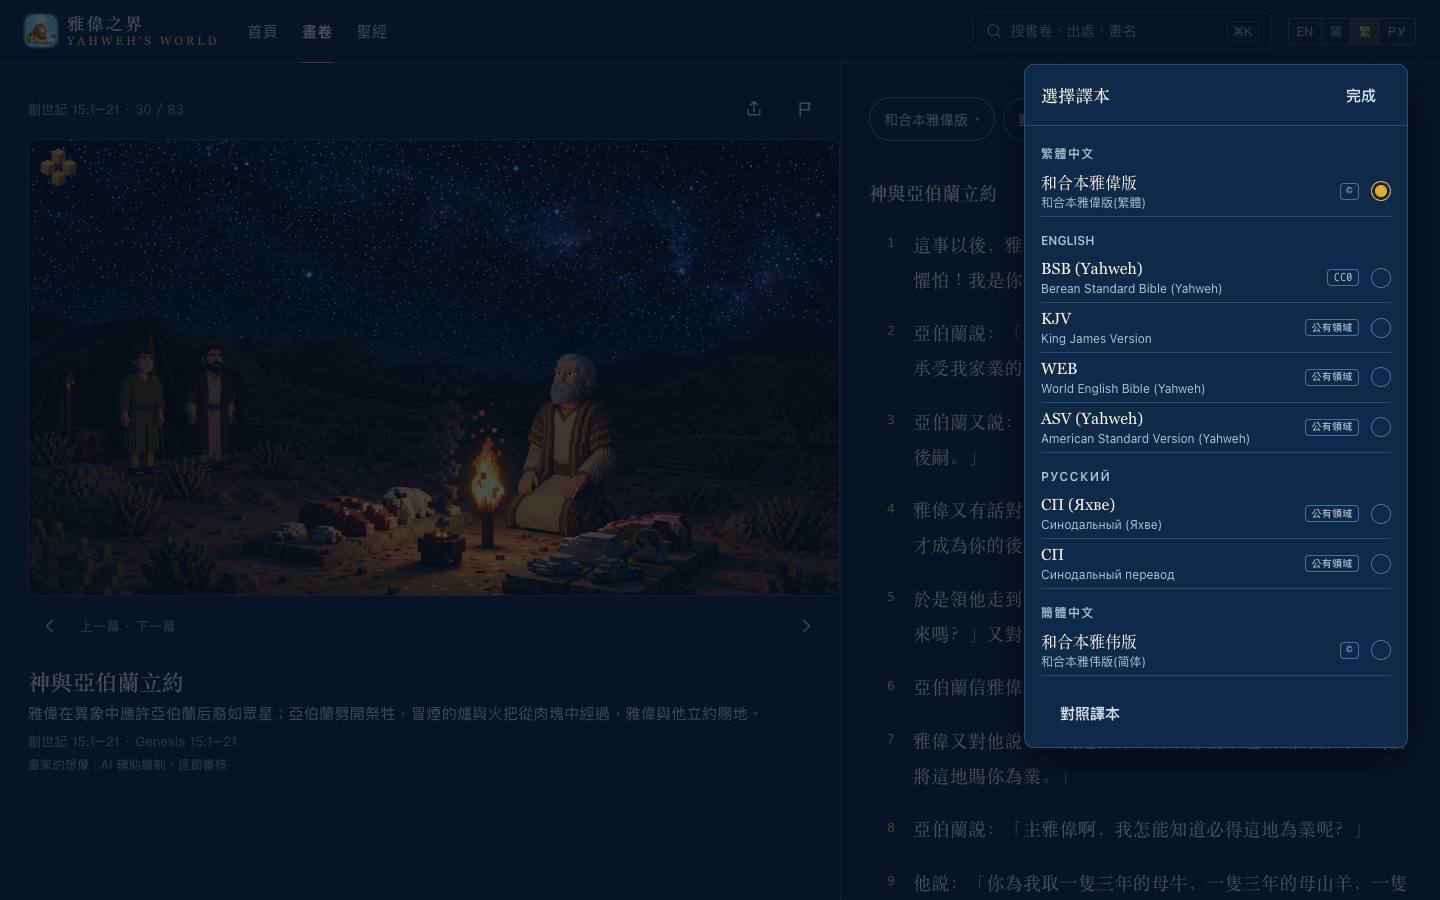 雅偉之界
YAHWEH'S WORLD
首頁
畫卷
聖經
搜書卷、出處、畫名
⌘K
EN
简
繁
РУ
創世記 15:1–21 · 30 / 83
上一幕 · 下一幕
神與亞伯蘭立約
雅偉在異象中應許亞伯蘭后裔如眾星；亞伯蘭劈開祭牲，冒煙的爐與火把從肉塊中經過，雅偉與他立約賜地。
創世記 15:1–21 · Genesis 15:1–21
畫家的想像 · AI 辅助繪制，逐節審核
和合本雅偉版
神與亞伯蘭立約
1 這事以後，雅
懼怕！我是你
2 亞伯蘭說：「
承受我家業的
3 亞伯蘭又說：
後嗣。」
4 雅偉又有話對
才成為你的後
5 於是領他走到
來嗎？」又對
6 亞伯蘭信雅偉
7 雅偉又對他說
將這地賜你為業。」
8 亞伯蘭說：「主雅偉啊，我怎能知道必得這地為業呢？」
9 他說：「你為我取一隻三年的母牛，一隻三年的母山羊，一隻
選擇譯本
完成
繁體中文
和合本雅偉版
和合本雅偉版(繁體)
©
ENGLISH
BSB (Yahweh)
Berean Standard Bible (Yahweh)
CC0
KJV
King James Version
公有領域
WEB
World English Bible (Yahweh)
公有領域
ASV (Yahweh)
American Standard Version (Yahweh)
公有領域
РУССКИЙ
СП (Яхве)
Синодальный (Яхве)
公有領域
СП
Синодальный перевод
公有領域
簡體中文
和合本雅伟版
和合本雅伟版(简体)
©
對照譯本